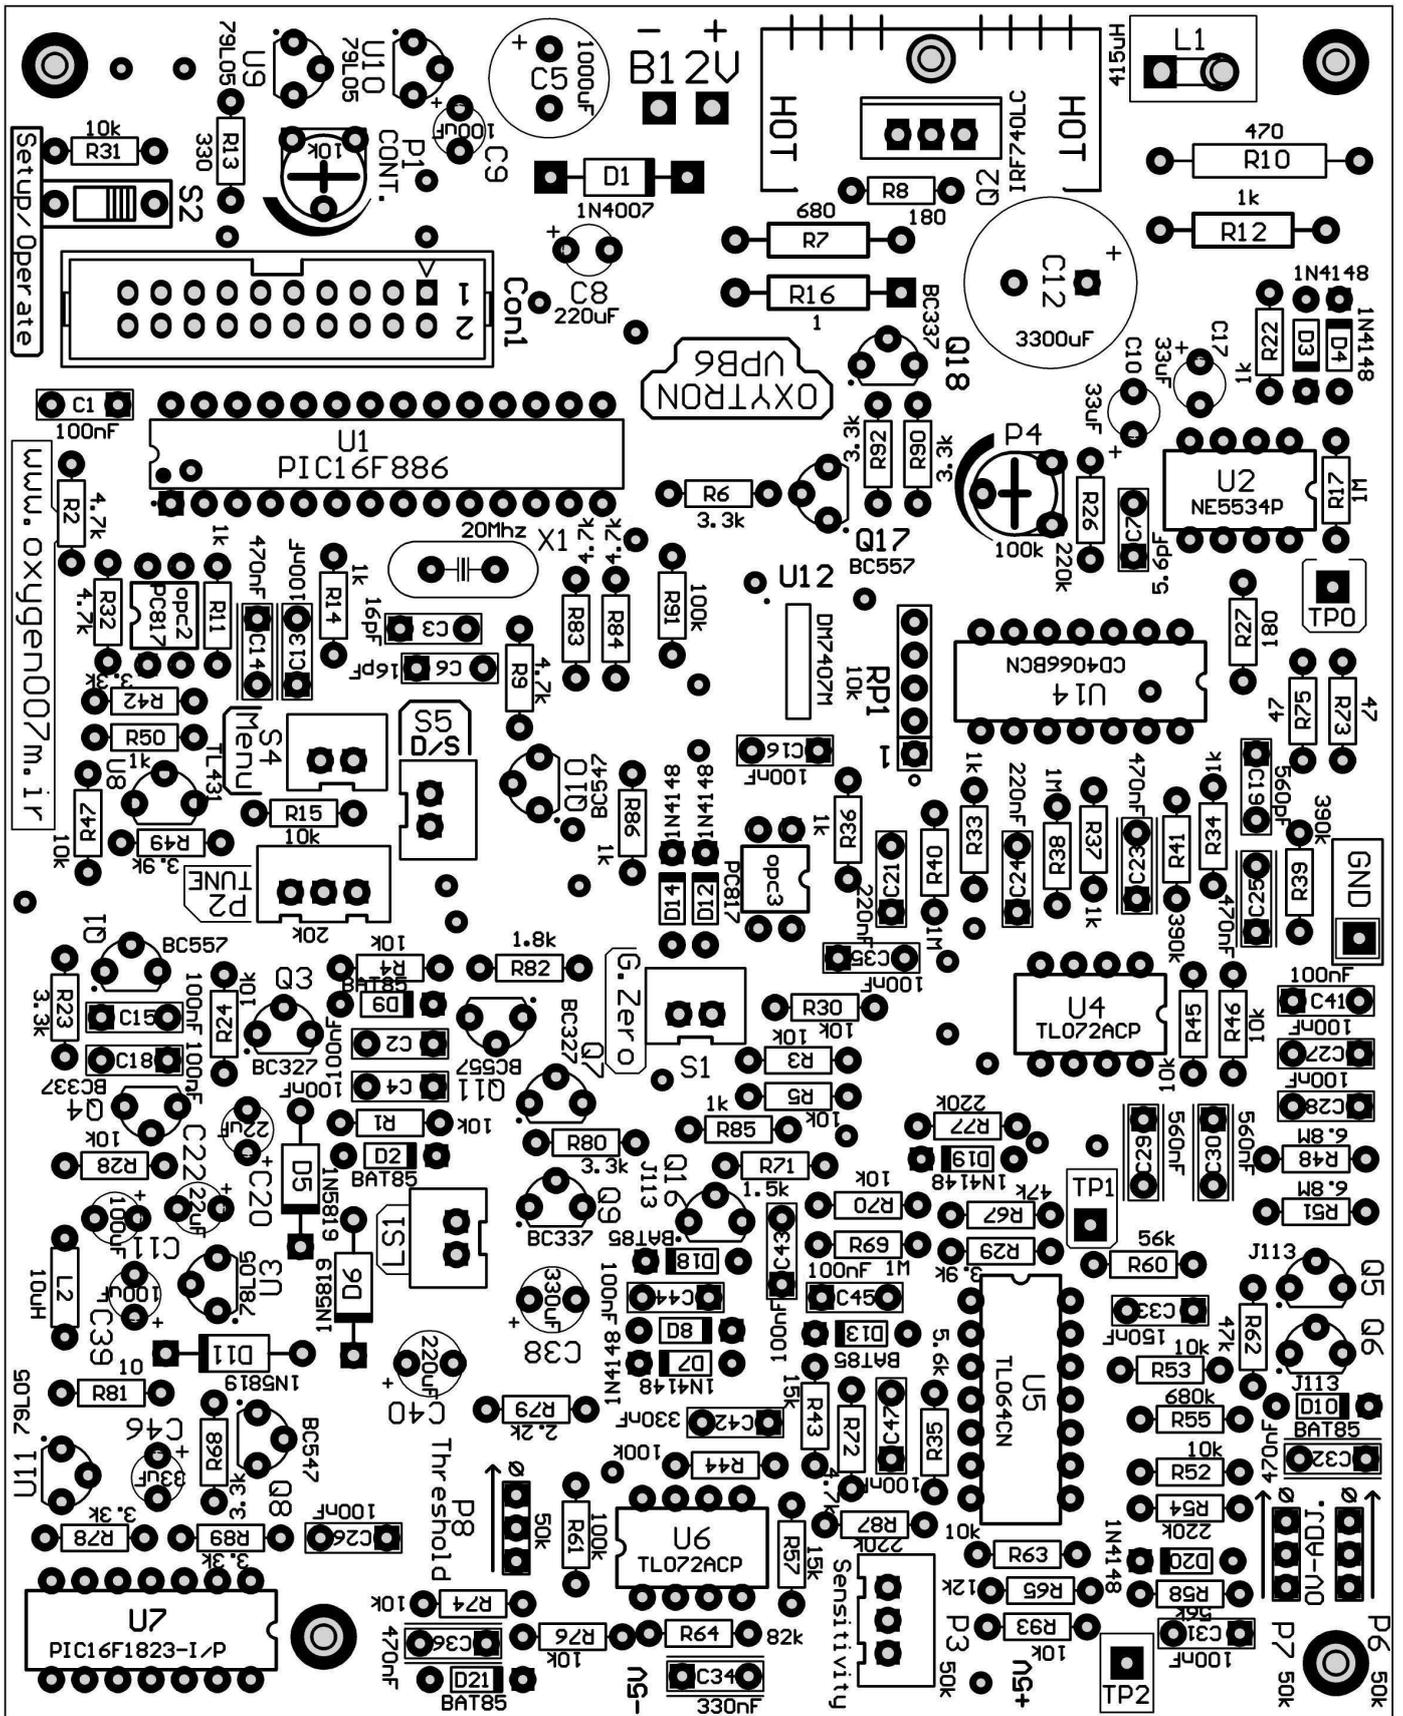 79L05
U9
U10
79L05
C5
1000uF
- +
B12V
HOT
HOT
IRF740LC
Q2
415uH
L1
10k
R31
R13
330
10k
P1
CONT.
100uF
C9
D1
1N4007
R8
180
470
R10
1k
R12
Setup/Operate
S2
680
R7
R16
1
BC337
C12
3300uF
1
2
Con1
C8
220uF
Q18
OXYTRON
VPB6
C10
33uF
33uF
C17
1k
R22
1N4148
D3
D4
1N4148
C1
100nF
U1
PIC16F886
3.3k
R92
R90
3.3k
P4
100k
R26
220k
C7
5.6pF
U2
NE5534P
R17
1M
www.oxygen007m.ir
R2
4.7k
R6
3.3k
Q17
BC557
20Mhz
X1
4.7k
4.7k
R83
R84
R91
100k
R32
4.7k
PC817
opc2
1k
R11
470nF
C14
100nF
C13
R14
1k
16pF
C3
16pF
C6
R9
4.7k
U12
DM7407M
RP1
10k
1
CD4066BCN
U14
R27
180
TP0
3.3k
R42
R50
1k
U8
TL431
S4
Menu
S5
D/S
Q10
BC547
C16
100nF
47
R75
R73
47
R47
10k
R49
3.9k
R15
10k
P2
TUNE
20k
R86
1k
1N4148
1N4148
D14
D12
PC817
opc3
R36
1k
C21
220nF
R40
1M
1k
R33
220nF
C24
1M
R38
R37
1k
470nF
C23
R41
390k
1k
R34
C19
560pF
470nF
C25
390k
R39
GND
Q1
BC557
R23
3.3k
C15
100nF
C18
100nF
BC337
Q4
10k
R24
Q3
BC327
10k
R4
BAT85
D9
C2
100nF
C4
100nF
R1
10k
D2
BAT85
1.8k
R82
BC557
Q11
BC327
Q7
G.Zero
S1
C35
100nF
R30
10k
R3
10k
R5
10k
U4
TL072ACP
R45
10k
R46
10k
100nF
C41
100nF
C27
100nF
C28
10k
R28
C22
22uF
22uF
C20
D5
1N5819
R80
3.3k
1k
R85
R71
1.5k
220k
R77
D19
1N4148
C29
560nF
C30
560nF
6.8M
R48
6.8M
R51
100uF
C11
L2
10uH
100u
C39
U3
78L05
LS1
D6
1N5819
Q9
BC337
J113
Q16
BAT85
D18
C43
100nF
10k
R70
R69
1M
47k
R67
R29
3.9k
TP1
56k
R60
J113
Q5
Q6
J113
330uF
C38
100nF
C44
D8
1N4148
D7
1N4148
100nF
C45
D13
BAT85
5.6k
R35
TL064CN
U5
C33
150nF
47k
R62
10k
R53
680k
R55
D10
BAT85
D11
1N5819
10
R81
C46
33uF
79L05
U11
R68
3.3k
BC547
Q8
220uF
C40
R79
2.2k
330nF
C42
15k
R43
R72
4.7k
C47
100nF
10k
R52
R54
220k
470nF
C32
100k
R44
R78
3.3k
R89
3.3k
100nF
C26
Threshold
P8
Ø
50k
R61
100k
U6
TL072ACP
R57
15k
R87
220k
Sensitivity
P3
50k
10k
R63
12k
R65
R93
10k
1N4148
D20
R58
56k
C31
100nF
Ø
OV-ADJ.
Ø
P7
50k
P6
50k
U7
PIC16F1823-I/P
10k
R74
470nF
C36
D21
BAT85
R76
10k
R64
82k
-5V
C34
330nF
+5V
TP2